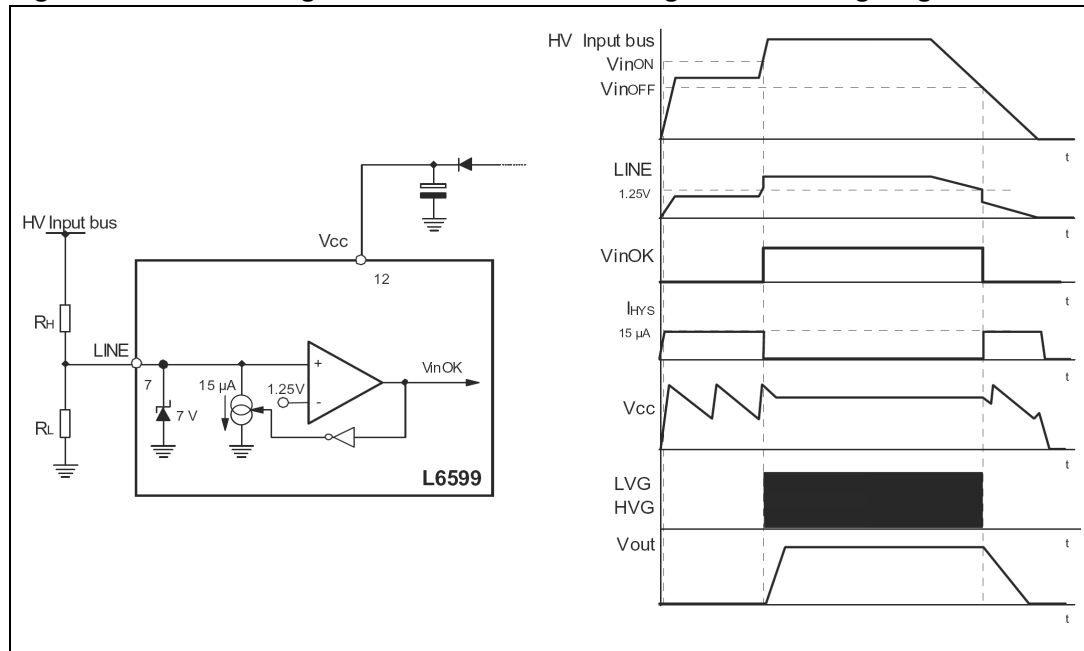 HV Input bus
RH
RL
LINE
7
7 V
15 µA
1.25V
+
-
VinOK
Vcc
12
L6599
HV Input bus
VinON
VinOFF
t
LINE
1.25V
t
VinOK
t
IHYS
15 µA
t
Vcc
t
LVG
HVG
t
Vout
t